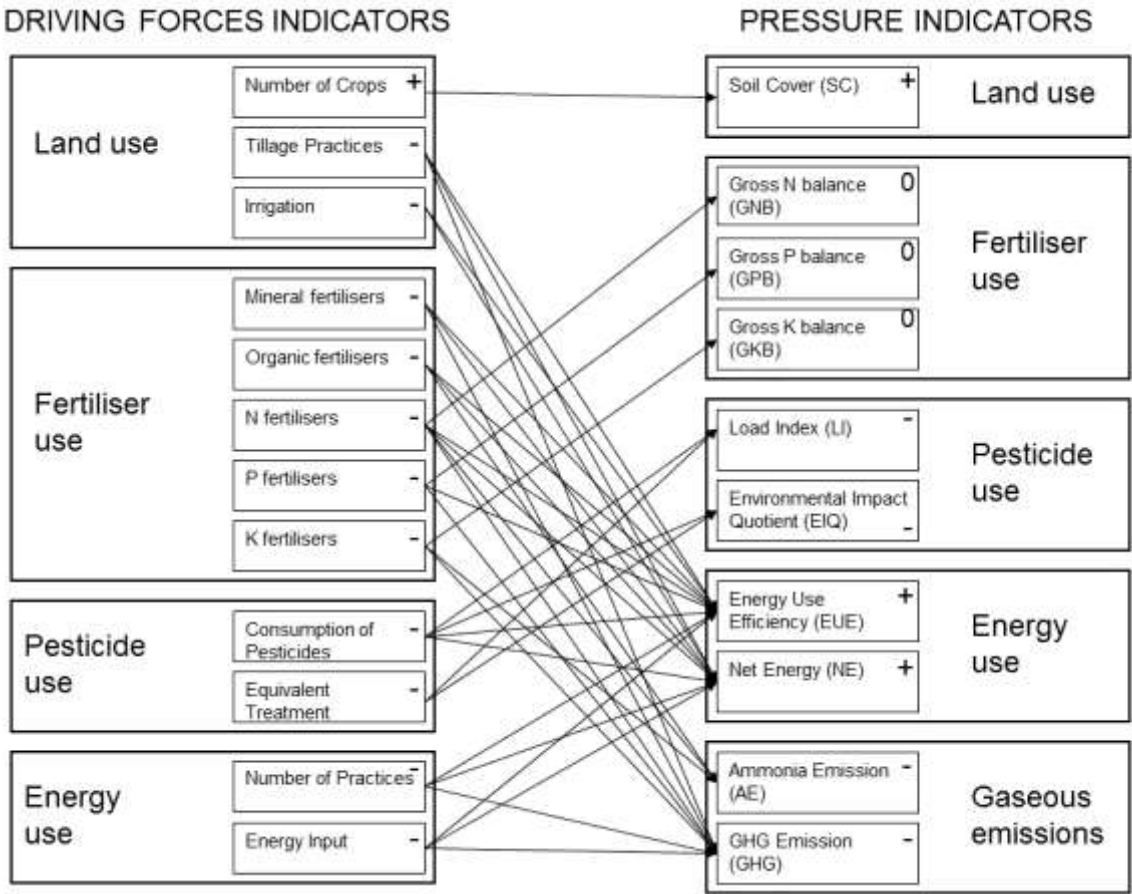 DRIVING FORCES INDICATORS
Land use
Number of Crops +
Tillage Practices -
Irrigation -
Fertiliser
use
Mineral fertilisers -
Organic fertilisers -
N fertilisers -
P fertilisers -
K fertilisers -
Pesticide
use
Consumption of -
Pesticides
Equivalent -
Treatment
Energy
use
Number of Practices -
Energy Input -
PRESSURE INDICATORS
Soil Cover (SC) +
Land use
Gross N balance 0
(GNB)
Gross P balance 0
(GPB)
Gross K balance 0
(GKB)
Fertiliser
use
Load Index (LI) -
Environmental Impact
Quotient (EIQ) -
Pesticide
use
Energy Use +
Efficiency (EUE)
Net Energy (NE) +
Energy
use
Ammonia Emission -
(AE)
GHG Emission -
(GHG)
Gaseous
emissions